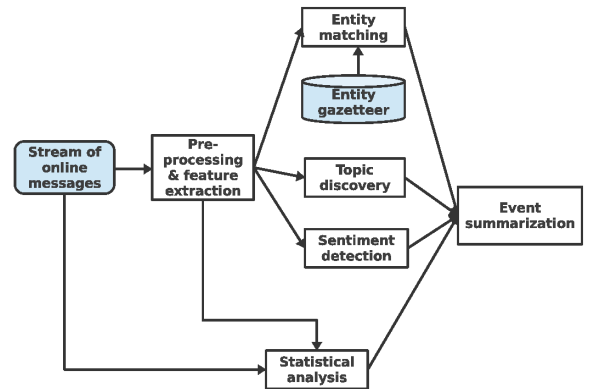 Entity
matching
Entity
gazetteer
Stream of
online
messages
Pre-
processing
& feature
extraction
Topic
discovery
Sentiment
detection
Event
summarization
Statistical
analysis